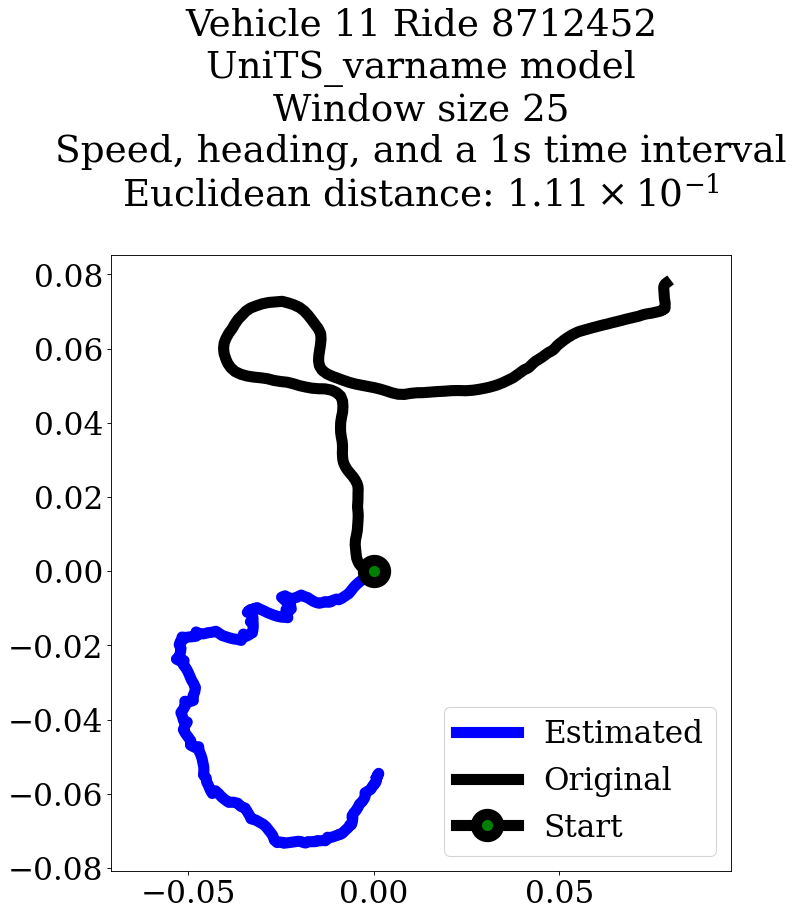 Vehicle 11 Ride 8712452
UniTS_varname model
Window size 25
Speed, heading, and a 1s time interval
Euclidean distance: 1.11 × 10⁻¹
0.08
0.06
0.04
0.02
0.00
−0.02
−0.04
−0.06
−0.08
−0.05 0.00 0.05
Estimated
Original
Start